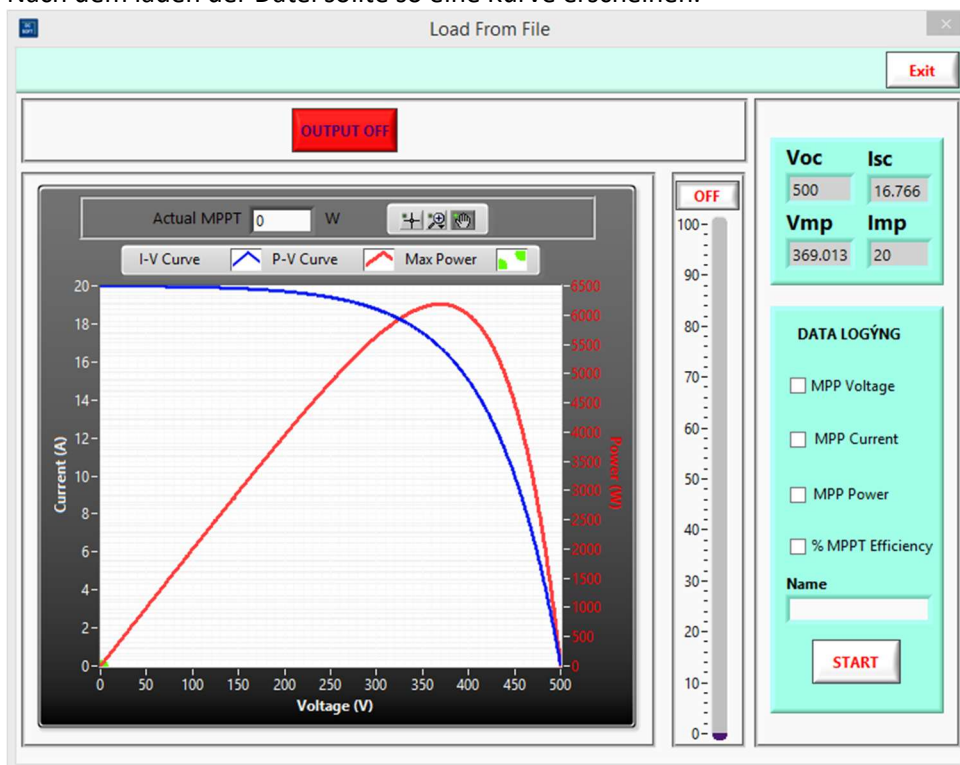 Nach dem laden der Datei sollte so eine Kurve erscheinen:
Load From File
Exit
OUTPUT OFF
Actual MPPT 0 W
I-V Curve P-V Curve Max Power
Current (A)
20
18
16
14
12
10
8
6
4
2
0
Power (W)
6500
6000
5500
5000
4500
4000
3500
3000
2500
2000
1500
1000
500
0
0 50 100 150 200 250 300 350 400 450 500
Voltage (V)
OFF
100
90
80
70
60
50
40
30
20
10
0
Voc Isc
500 16.766
Vmp Imp
369.013 20
DATA LOGÝNG
MPP Voltage
MPP Current
MPP Power
% MPPT Efficiency
Name
START